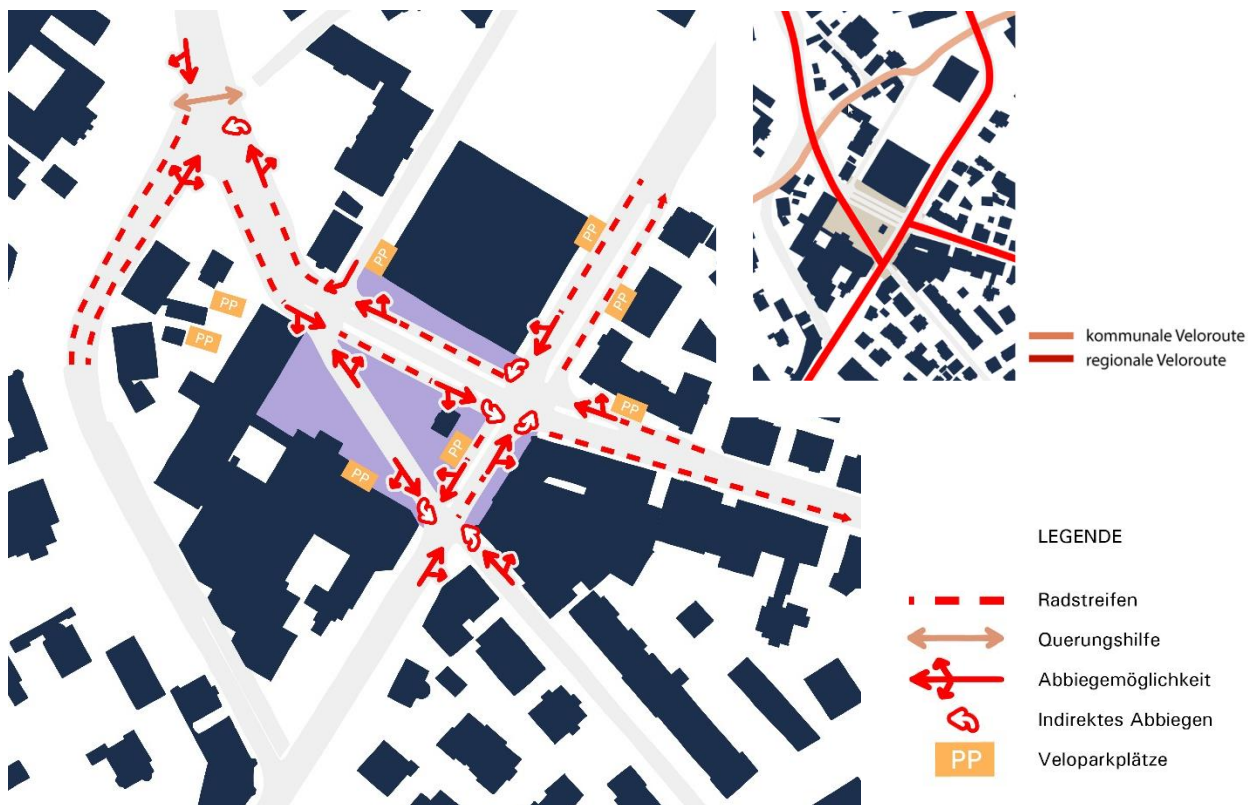 PP
PP
PP
PP
PP
PP
PP
PP
kommunale Veloroute
regionale Veloroute
LEGENDE
Radstreifen
Querungshilfe
Abbiegemöglichkeit
Indirektes Abbiegen
PP Veloparkplätze